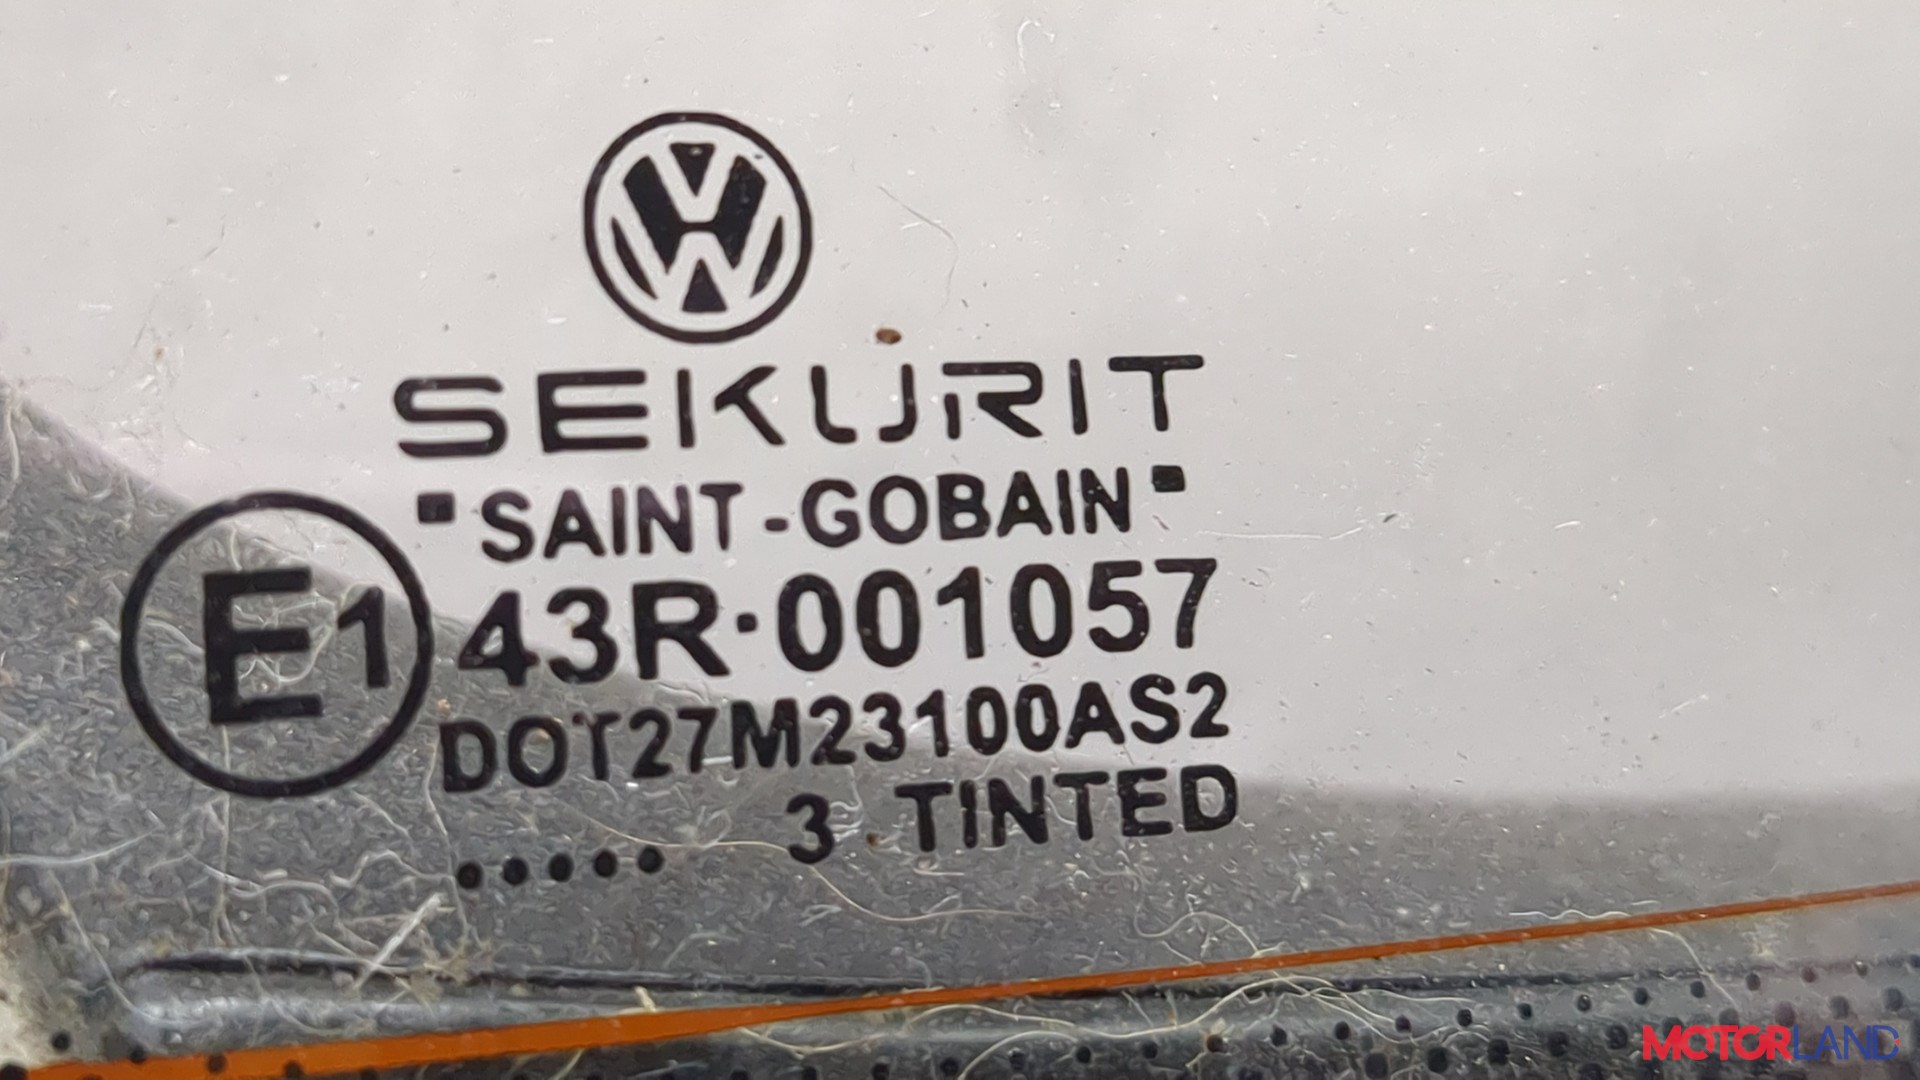 SEKURIT
"SAINT-GOBAIN"
E1 43R·001057
DOT27M23100AS2
..... 3 TINTED
MOTORLAND